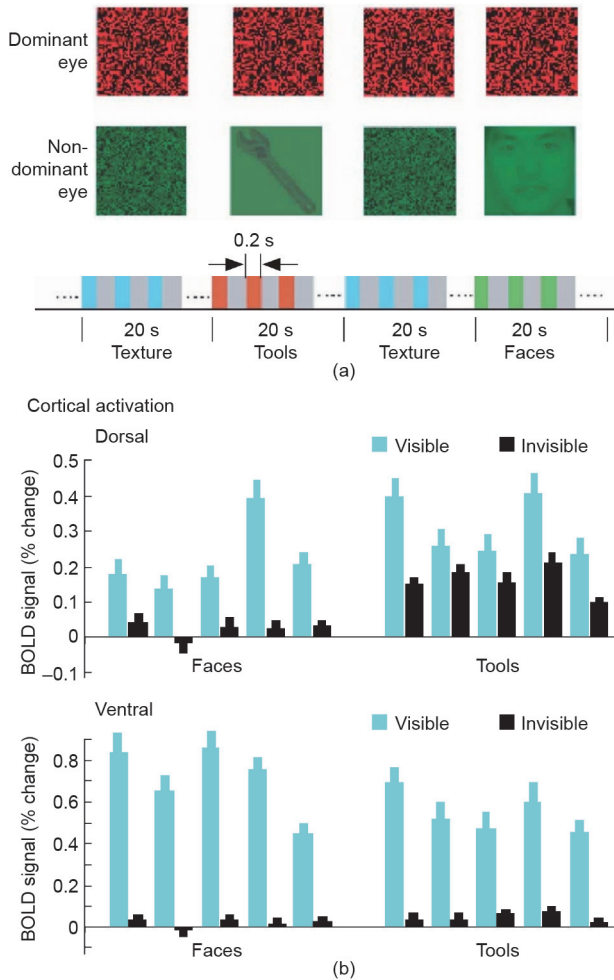 Dominant
eye
Non-
dominant
eye
0.2 s
20 s 20 s 20 s 20 s
Texture Tools Texture Faces
(a)
Cortical activation
Dorsal
Visible Invisible
BOLD signal (% change)
0.5
0.4
0.3
0.2
0.1
0
–0.1
Faces Tools
Ventral
Visible Invisible
BOLD signal (% change)
0.8
0.6
0.4
0.2
0
Faces Tools
(b)